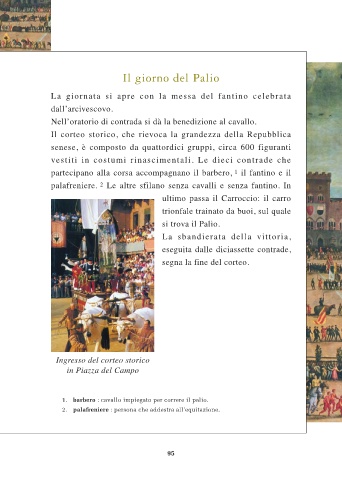 Il giorno del Palio
La giornata si apre con la messa del fantino celebrata
dall'arcivescovo.
Nell'oratorio di contrada si dà la benedizione al cavallo.
Il corteo storico, che rievoca la grandezza della Repubblica
senese, è composto da quattordici gruppi, circa 600 figuranti
vestiti in costumi rinascimentali. Le dieci contrade che
partecipano alla corsa accompagnano il barbero, 1 il fantino e il
palafreniere. 2 Le altre sfilano senza cavalli e senza fantino. In
ultimo passa il Carroccio: il carro
trionfale trainato da buoi, sul quale
si trova il Palio.
La sbandierata della vittoria,
eseguita dalle diciassette contrade,
segna la fine del corteo.
Ingresso del corteo storico
in Piazza del Campo
1. barbero : cavallo impiegato per correre il palio.
2. palafreniere : persona che addestra all'equitazione.
95